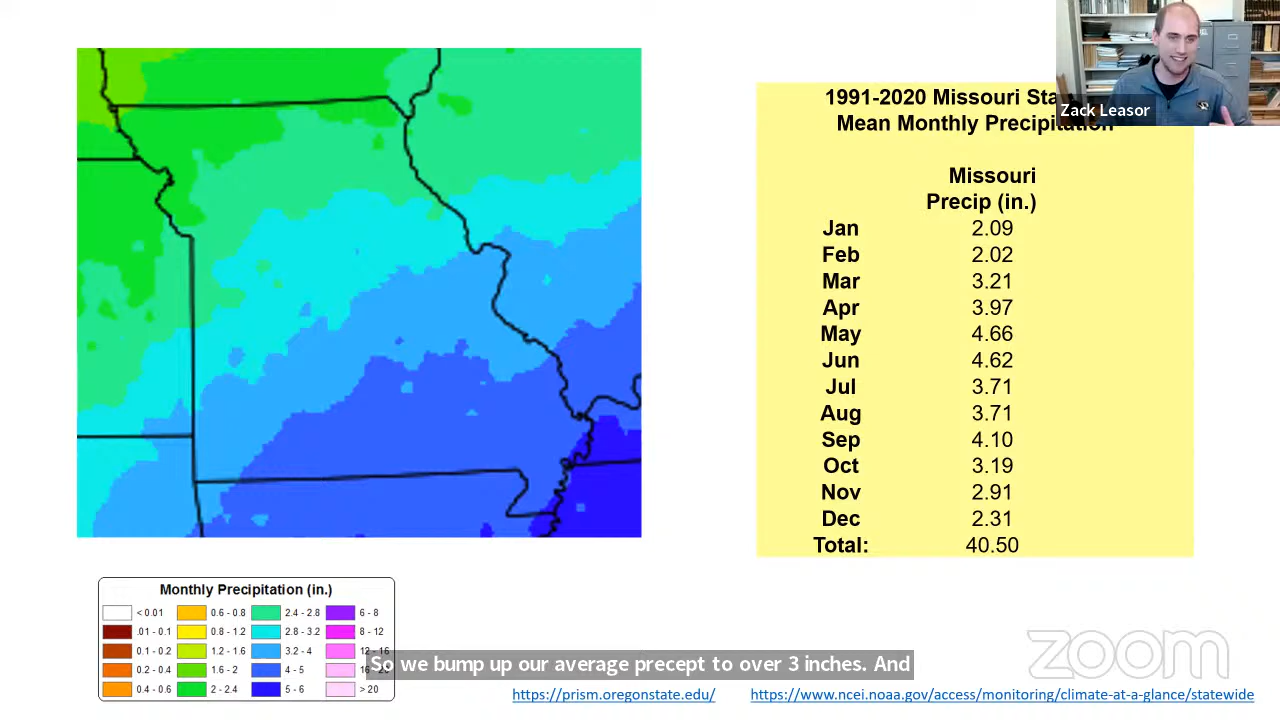 1991-2020 Missouri Sta
Mean Monthly Precipitation
Zack Leasor
Missouri
Precip (in.)
Jan 2.09
Feb 2.02
Mar 3.21
Apr 3.97
May 4.66
Jun 4.62
Jul 3.71
Aug 3.71
Sep 4.10
Oct 3.19
Nov 2.91
Dec 2.31
Total: 40.50
Monthly Precipitation (in.)
< 0.01 0.6 - 0.8 2.4 - 2.8 6 - 8
.01 - 0.1 0.8 - 1.2 2.8 - 3.2 8 - 12
0.1 - 0.2 1.2 - 1.6 3.2 - 4 12 - 16
0.2 - 0.4 1.6 - 2 4 - 5 16 - 20
0.4 - 0.6 2 - 2.4 5 - 6 > 20
So we bump up our average precept to over 3 inches. And
zoom
https://prism.oregonstate.edu/ https://www.ncei.noaa.gov/access/monitoring/climate-at-a-glance/statewide